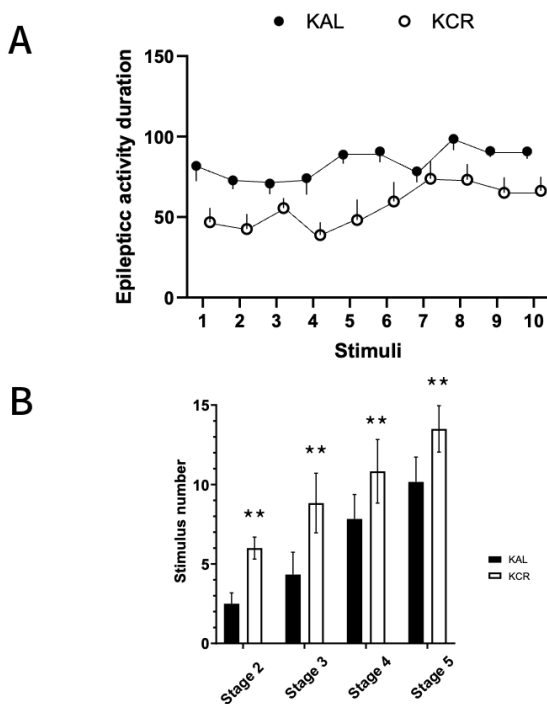 A
KAL KCR
Epilepticc activity duration
150
100
50
0
1 2 3 4 5 6 7 8 9 10
Stimuli
B
Stimulus number
15
10
5
0
** ** ** **
Stage 2 Stage 3 Stage 4 Stage 5
KAL
KCR